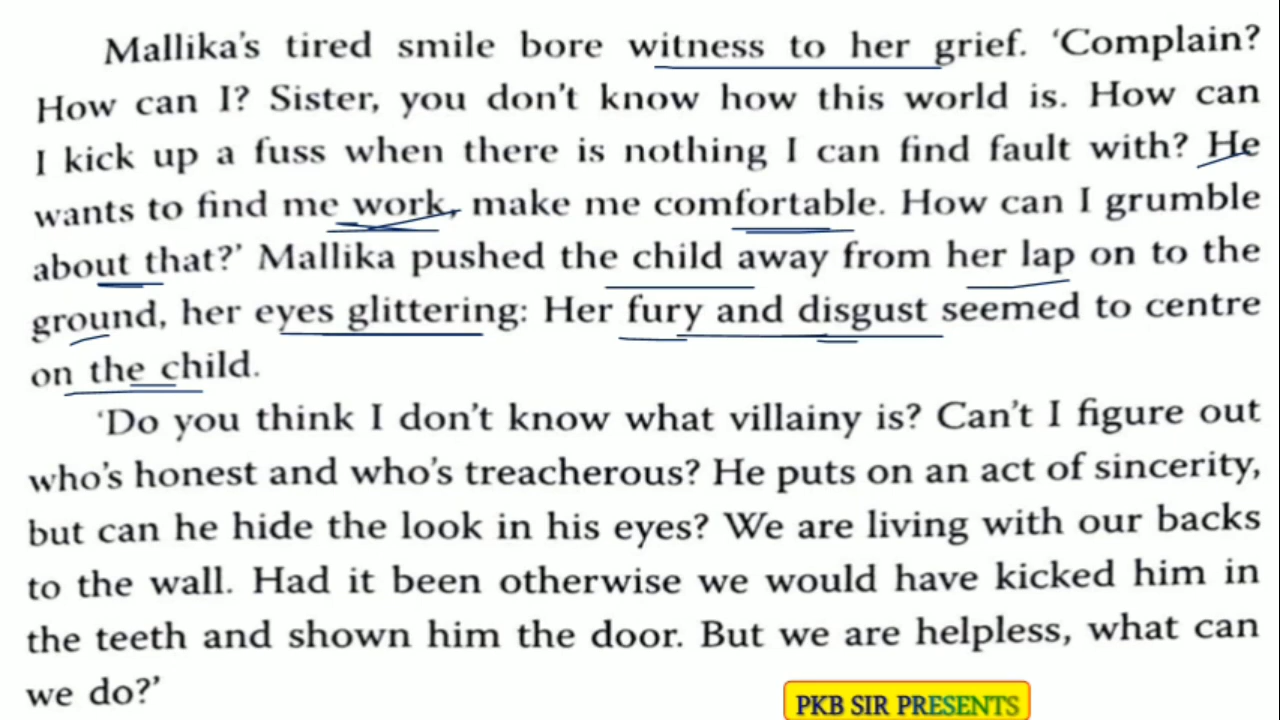 Mallika's tired smile bore witness to her grief. 'Complain?
How can I? Sister, you don't know how this world is. How can
I kick up a fuss when there is nothing I can find fault with? He
wants to find me work, make me comfortable. How can I grumble
about that?' Mallika pushed the child away from her lap on to the
ground, her eyes glittering: Her fury and disgust seemed to centre
on the child.
'Do you think I don't know what villainy is? Can't I figure out
who's honest and who's treacherous? He puts on an act of sincerity,
but can he hide the look in his eyes? We are living with our backs
to the wall. Had it been otherwise we would have kicked him in
the teeth and shown him the door. But we are helpless, what can
we do?'
PKB SIR PRESENTS